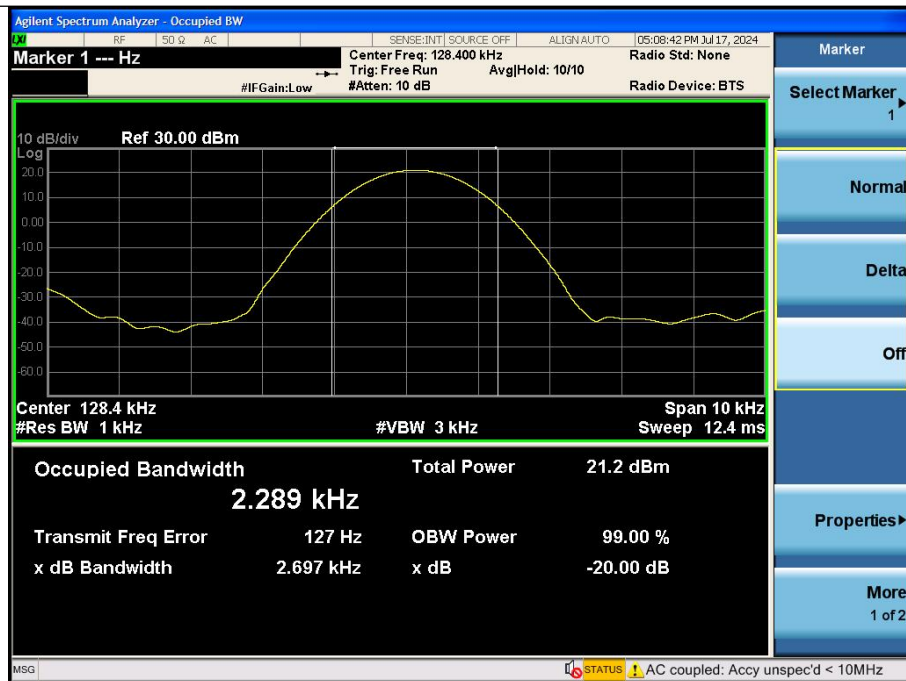 Agilent Spectrum Analyzer - Occupied BW
LXI RF 50 Ω AC SENSE:INT SOURCE OFF ALIGN AUTO 05:08:42 PM Jul 17, 2024
Marker 1 --- Hz
Center Freq: 128.400 kHz Radio Std: None
Trig: Free Run Avg|Hold: 10/10
#IFGain:Low #Atten: 10 dB Radio Device: BTS
10 dB/div Ref 30.00 dBm
Log
20.0
10.0
0.00
-10.0
-20.0
-30.0
-40.0
-50.0
-60.0
Center 128.4 kHz Span 10 kHz
#Res BW 1 kHz #VBW 3 kHz Sweep 12.4 ms
Occupied Bandwidth Total Power 21.2 dBm
2.289 kHz
Transmit Freq Error 127 Hz OBW Power 99.00 %
x dB Bandwidth 2.697 kHz x dB -20.00 dB
Marker
Select Marker
1
Normal
Delta
Off
Properties
More
1 of 2
MSG STATUS AC coupled: Accy unspec'd < 10MHz